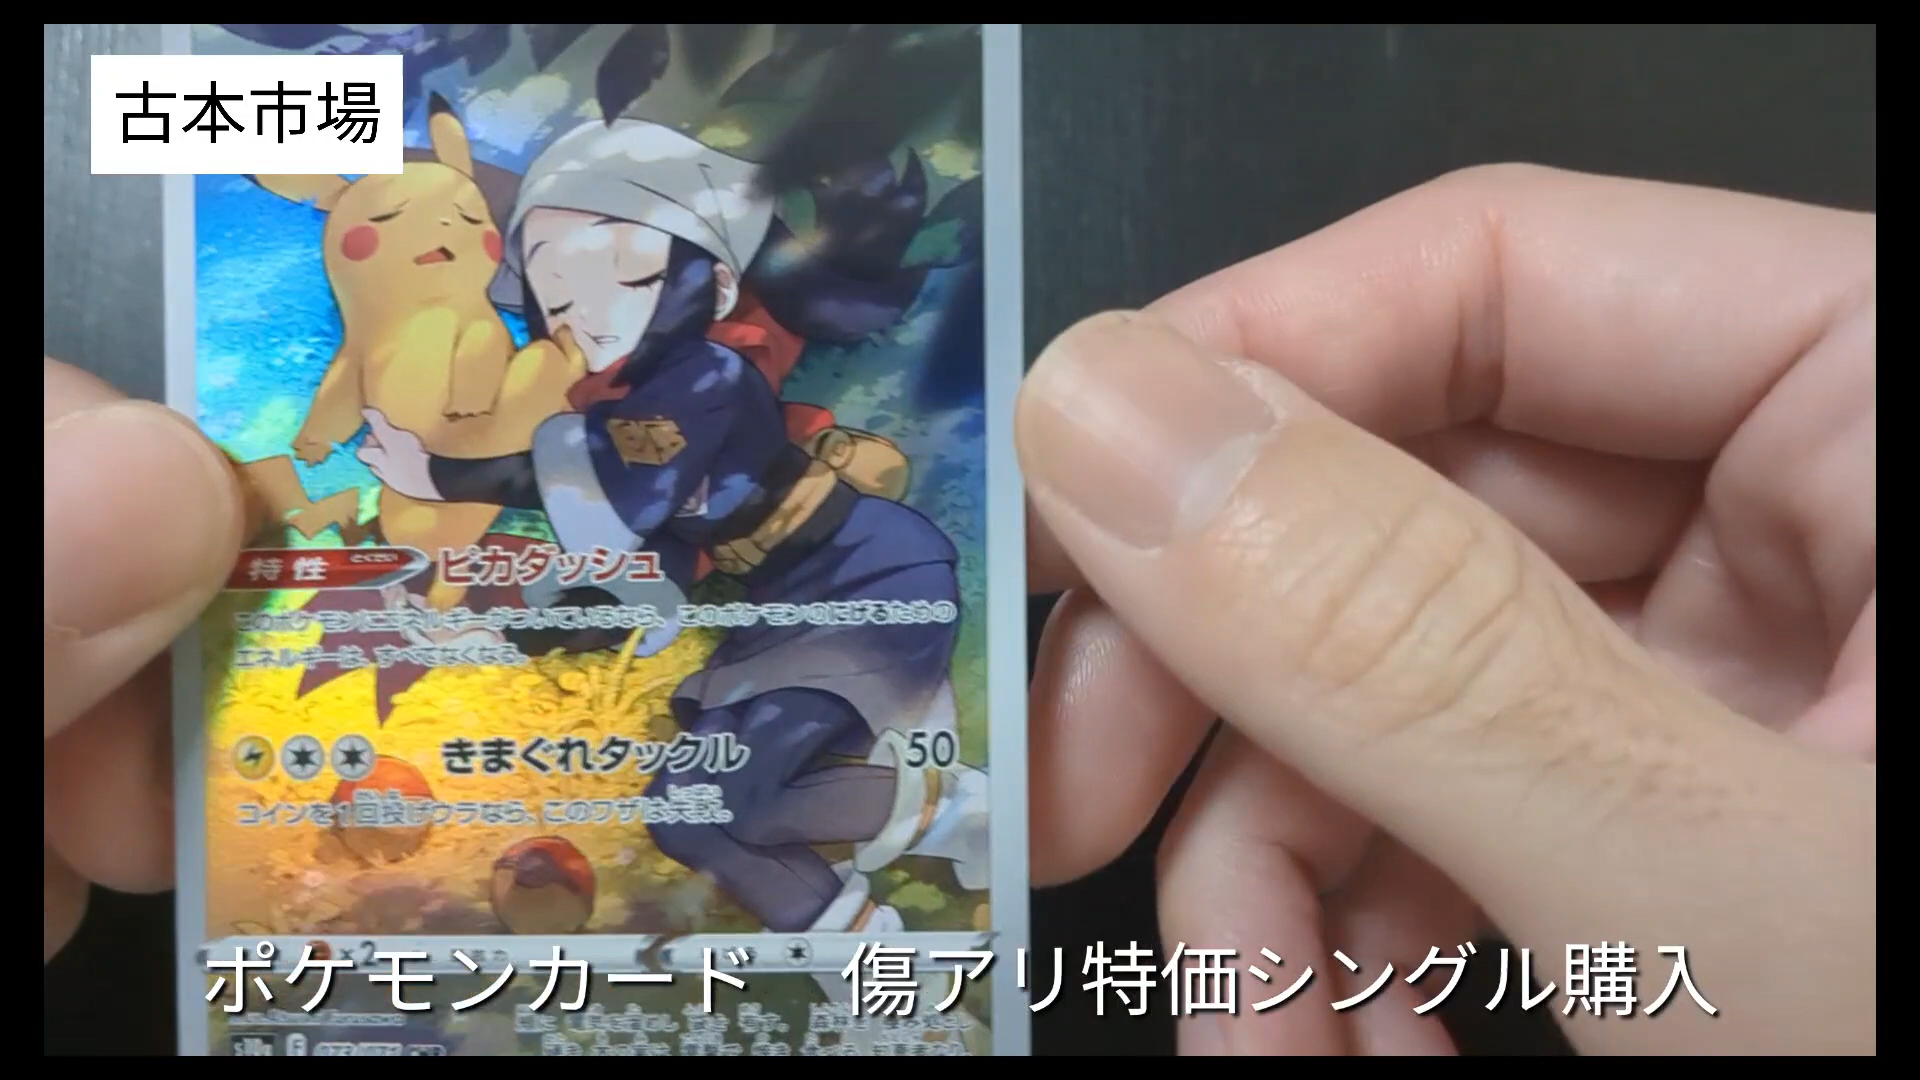 古本市場
特性 とくせい ピカダッシュ
このポケモンにエネルギーがついているなら、このポケモンのにげるための
エネルギーは、すべてなくなる。
きまぐれタックル 50
コインを1回投げウラなら、このワザは失敗。
×2
ポケモンカード 傷アリ特価シングル購入